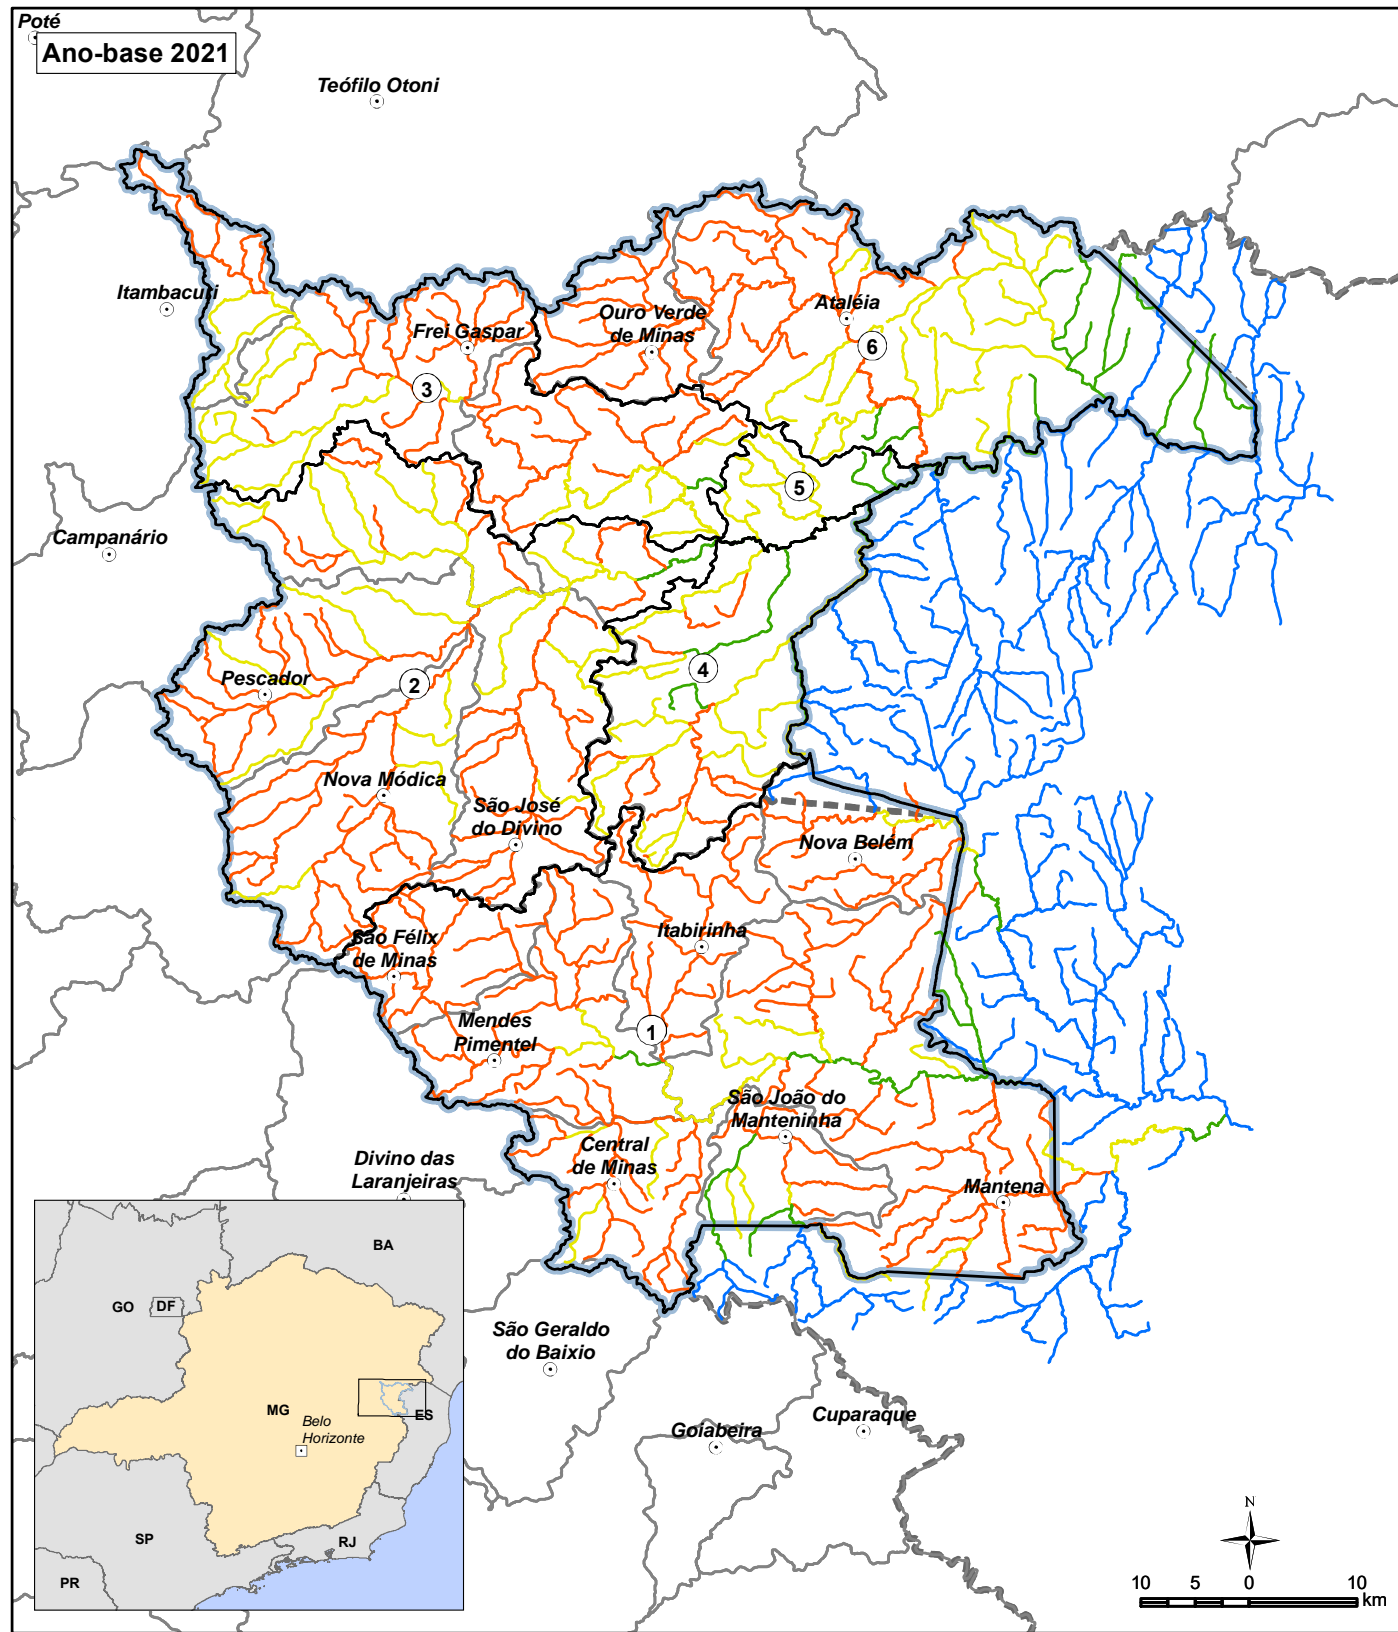 Poté
Ano-base 2021
Teófilo Otoni
Itambacuri
Frei Gaspar
Ouro Verde
de Minas
Ataléia
6
3
5
Campanário
4
2
Pescador
Nova Módica
São José
do Divino
Nova Belém
São Félix
de Minas
Itabirinha
Mendes
Pimentel
1
São João do
Manteninha
Central
de Minas
Divino das
Laranjeiras
Mantena
São Geraldo
do Baixio
Goiabeira
Cuparaque
BA
GO
DF
MG
Belo
Horizonte
ES
SP
RJ
PR
N
10 5 0 10
km